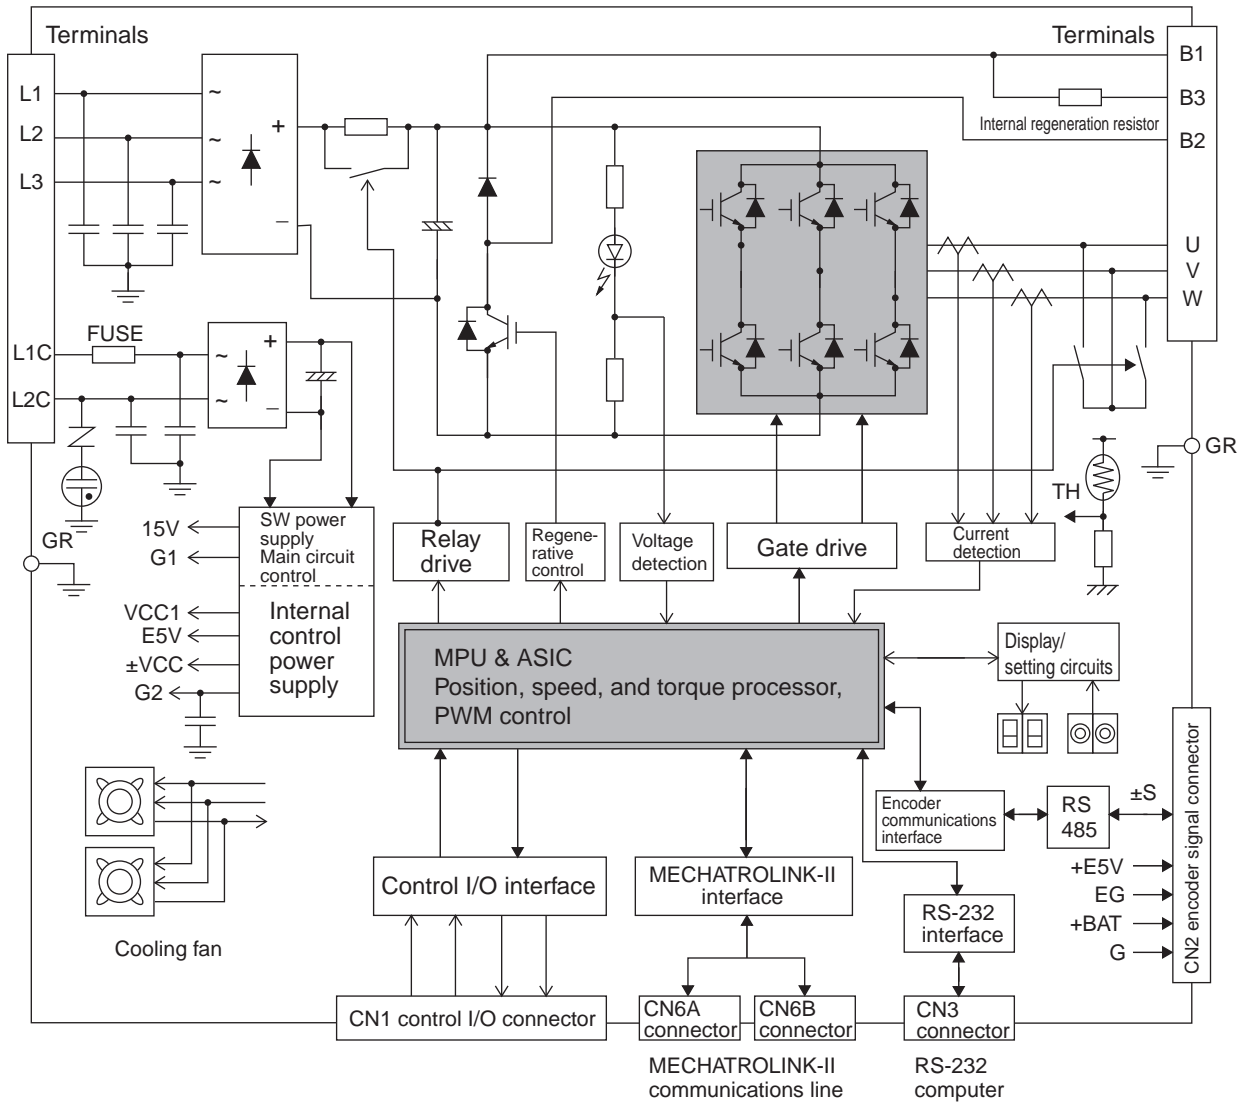 Terminals
Terminals
B1
L1
~
B3
+
Internal regeneration resistor
L2
~
B2
L3
~
−
U
V
W
FUSE
L1C
~
+
L2C
~
−
GR
TH
15V
SW power
supply
Main circuit
control
G1
GR
Relay
drive
Regene-
rative
control
Voltage
detection
Gate drive
Current
detection
VCC1
E5V
±VCC
G2
Internal
control
power
supply
MPU & ASIC
Position, speed, and torque processor,
PWM control
Display/
setting circuits
Encoder
communications
interface
RS
485
±S
CN2 encoder signal connector
+E5V
EG
+BAT
G
Control I/O interface
MECHATROLINK-II
interface
RS-232
interface
Cooling fan
CN1 control I/O connector
CN6A
connector
CN6B
connector
CN3
connector
MECHATROLINK-II
communications line
RS-232
computer